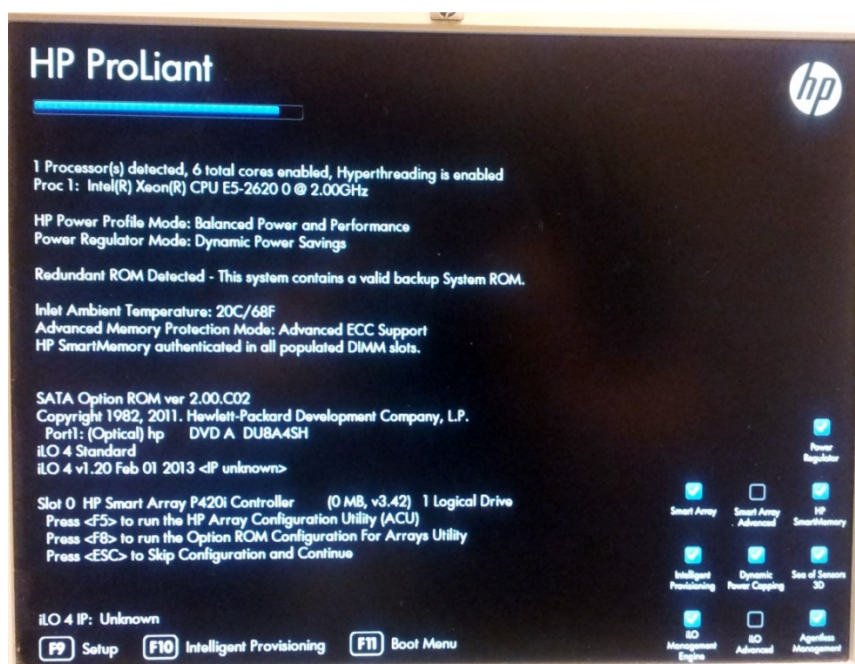 HP ProLiant
hp
1 Processor(s) detected, 6 total cores enabled, Hyperthreading is enabled
Proc 1: Intel(R) Xeon(R) CPU E5-2620 0 @ 2.00GHz
HP Power Profile Mode: Balanced Power and Performance
Power Regulator Mode: Dynamic Power Savings
Redundant ROM Detected - This system contains a valid backup System ROM.
Inlet Ambient Temperature: 20C/68F
Advanced Memory Protection Mode: Advanced ECC Support
HP SmartMemory authenticated in all populated DIMM slots.
SATA Option ROM ver 2.00.C02
Copyright 1982, 2011. Hewlett-Packard Development Company, L.P.
Port1: (Optical) hp DVD A DU8A4SH
iLO 4 Standard
iLO 4 v1.20 Feb 01 2013 <IP unknown>
Slot 0 HP Smart Array P420i Controller (0 MB, v3.42) 1 Logical Drive
Press <F5> to run the HP Array Configuration Utility (ACU)
Press <F8> to run the Option ROM Configuration For Arrays Utility
Press <ESC> to Skip Configuration and Continue
Power
Regulator
Smart Array
Smart Array
Advanced
HP
SmartMemory
Intelligent
Provisioning
Dynamic
Power Capping
Sea of Sensors
3D
iLO
Management
Engine
iLO
Advanced
Agentless
Management
iLO 4 IP: Unknown
F9 Setup F10 Intelligent Provisioning F11 Boot Menu